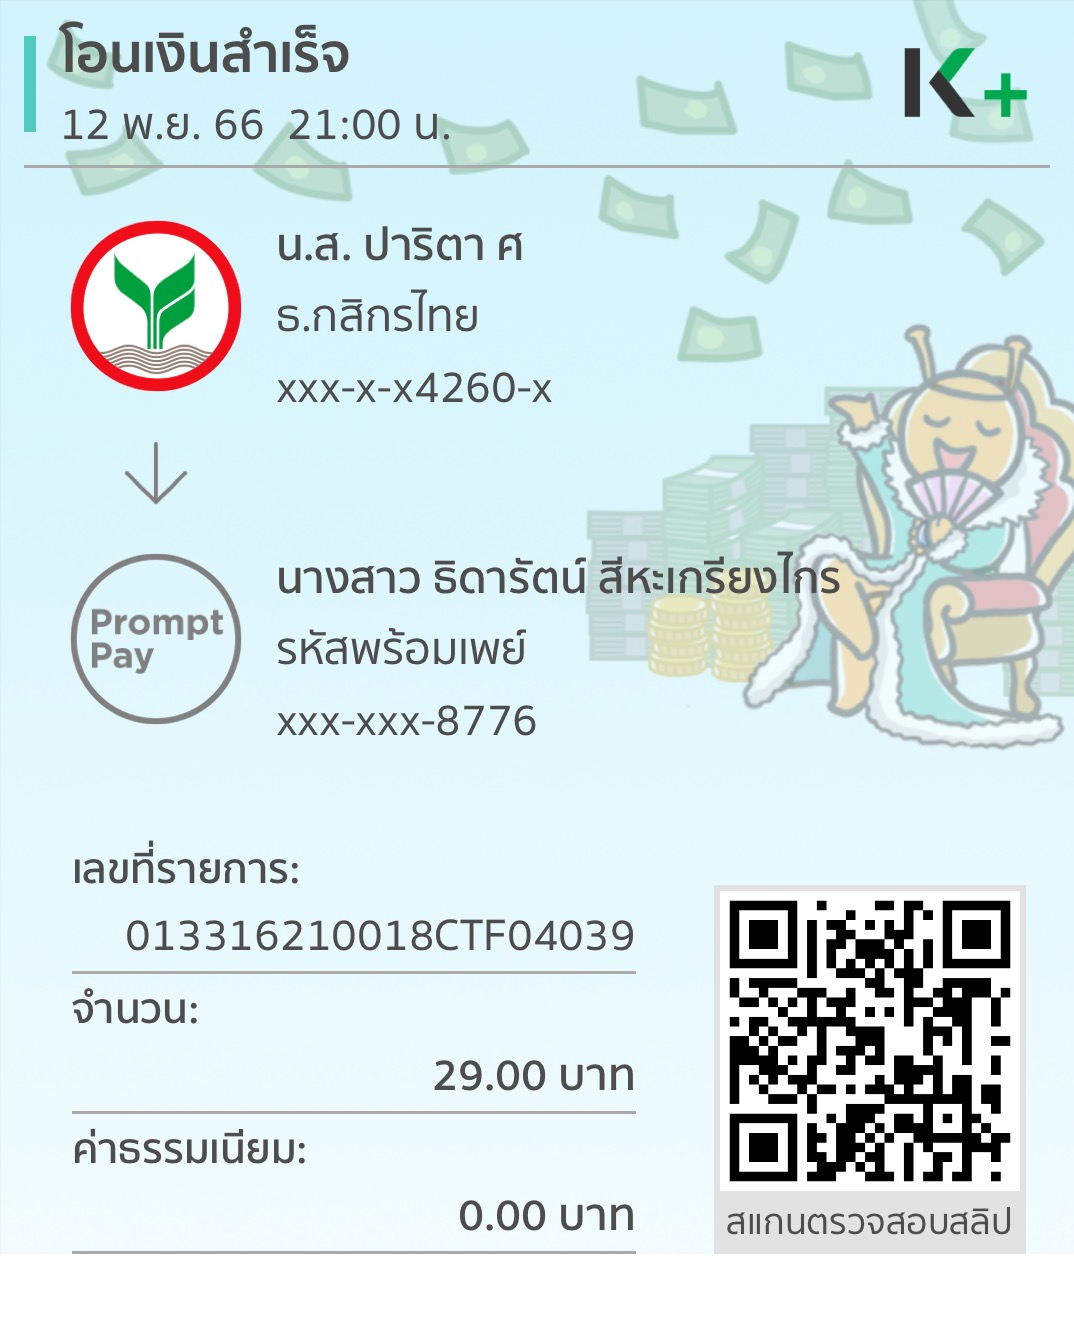 โอนเงินสำเร็จ
12 พ.ย. 66  21:00 น.
K+
น.ส. ปาริตา ศ
ธ.กสิกรไทย
xxx-x-x4260-x
นางสาว ธิดารัตน์ สีหะเกรียงไกร
Prompt
Pay
รหัสพร้อมเพย์
xxx-xxx-8776
เลขที่รายการ:
013316210018CTF04039
จำนวน:
29.00 บาท
ค่าธรรมเนียม:
0.00 บาท
สแกนตรวจสอบสลิป